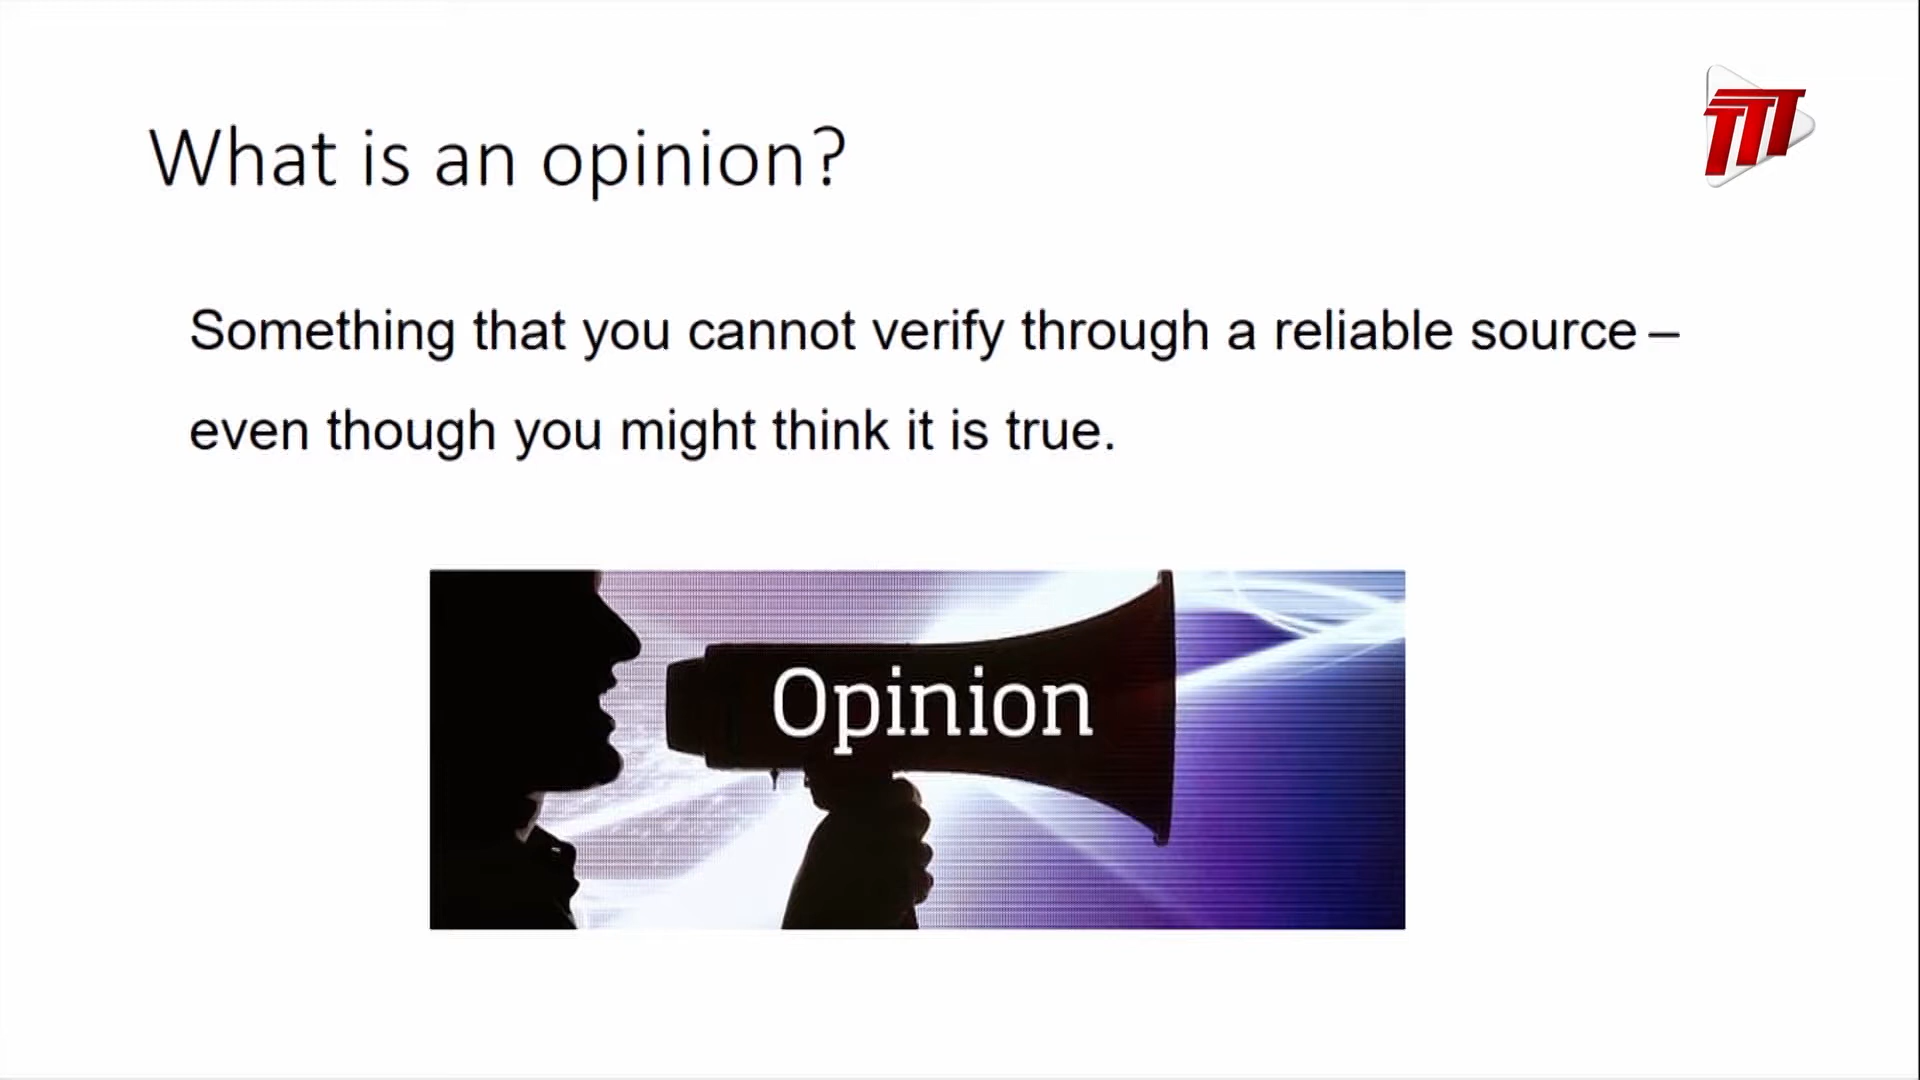 What is an opinion?
TTT
Something that you cannot verify through a reliable source –
even though you might think it is true.
Opinion